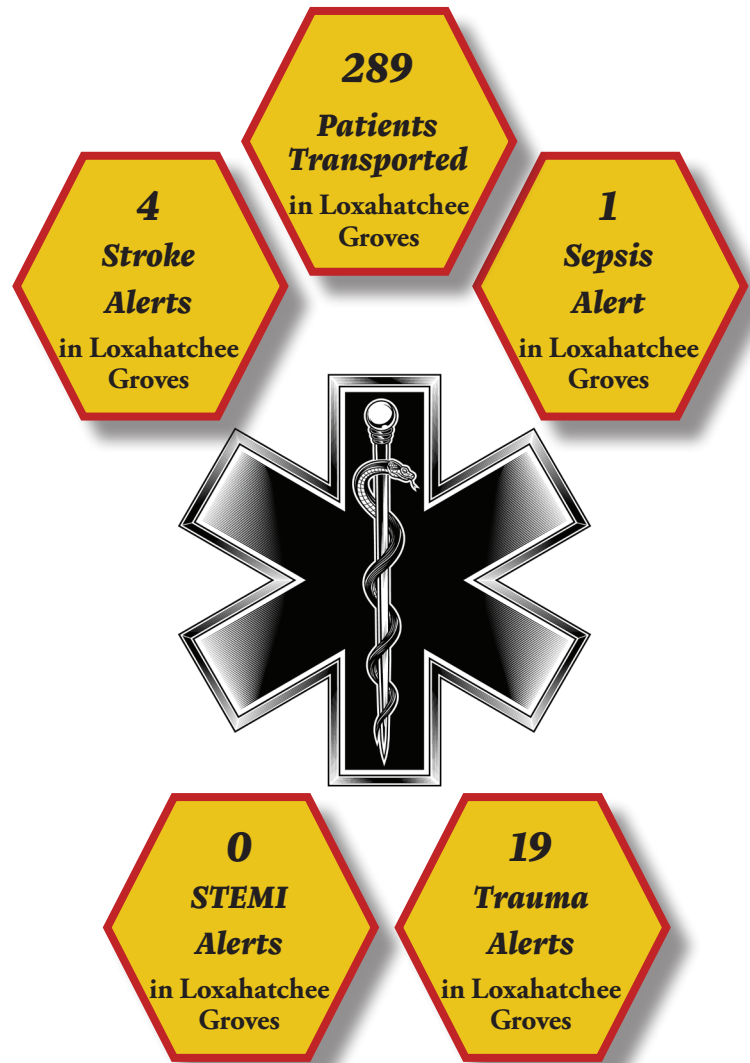 289
Patients
Transported
in Loxahatchee
Groves
4
Stroke
Alerts
in Loxahatchee
Groves
1
Sepsis
Alert
in Loxahatchee
Groves
0
STEMI
Alerts
in Loxahatchee
Groves
19
Trauma
Alerts
in Loxahatchee
Groves